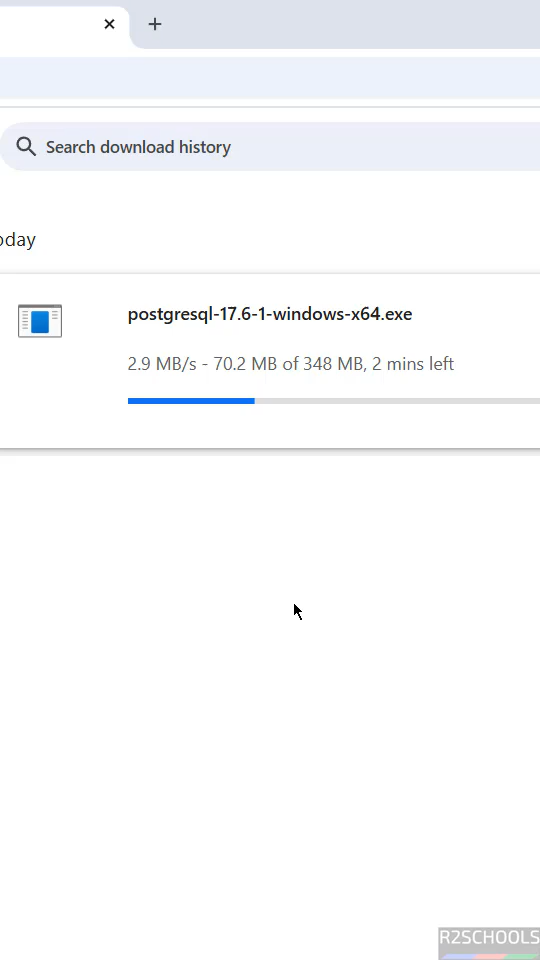 Search download history
oday
postgresql-17.6-1-windows-x64.exe
2.9 MB/s - 70.2 MB of 348 MB, 2 mins left
R2SCHOOLS